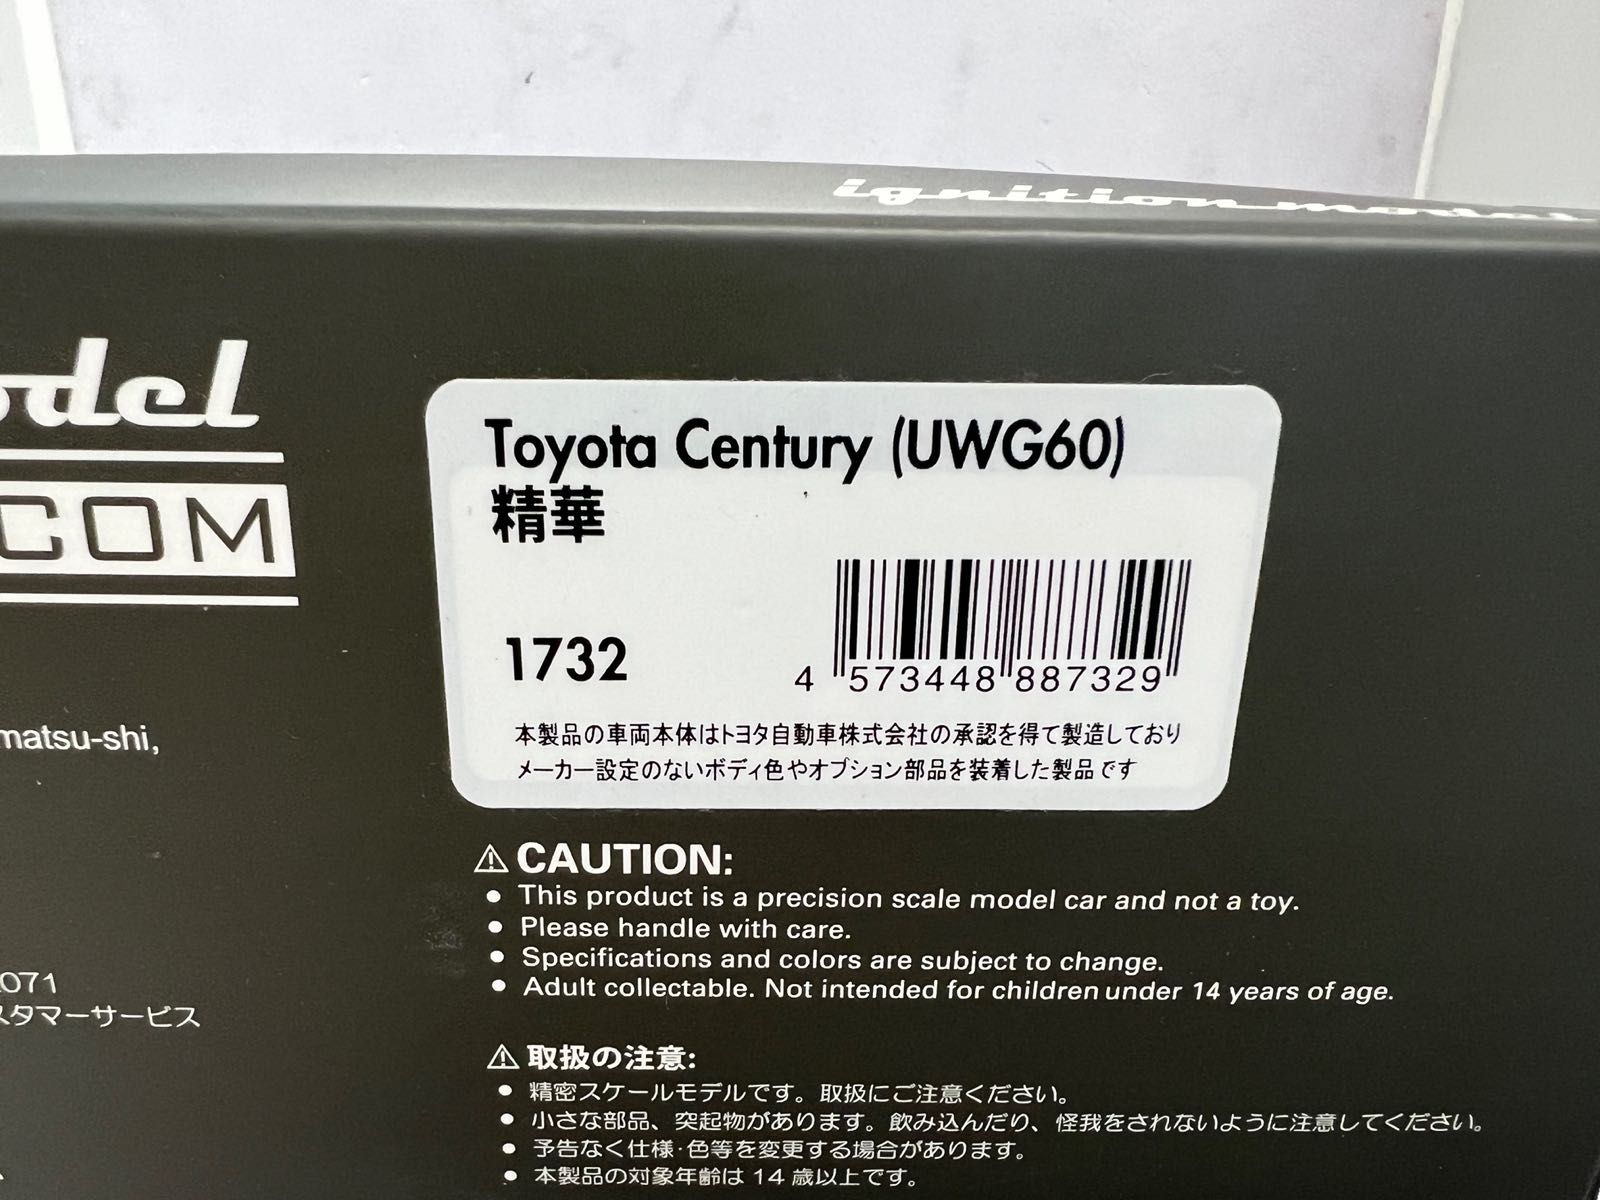 ignition model
odel
COM
Toyota Century (UWG60)
精華
1732
4 573448 887329
本製品の車両本体はトヨタ自動車株式会社の承認を得て製造しており
メーカー設定のないボディ色やオプション部品を装着した製品です
matsu-shi,
071
スタマーサービス
⚠ CAUTION:
• This product is a precision scale model car and not a toy.
• Please handle with care.
• Specifications and colors are subject to change.
• Adult collectable. Not intended for children under 14 years of age.
⚠ 取扱の注意:
• 精密スケールモデルです。取扱にご注意ください。
• 小さな部品、突起物があります。飲み込んだり、怪我をされないように注意してください。
• 予告なく仕様・色等を変更する場合があります。
• 本製品の対象年齢は 14 歳以上です。